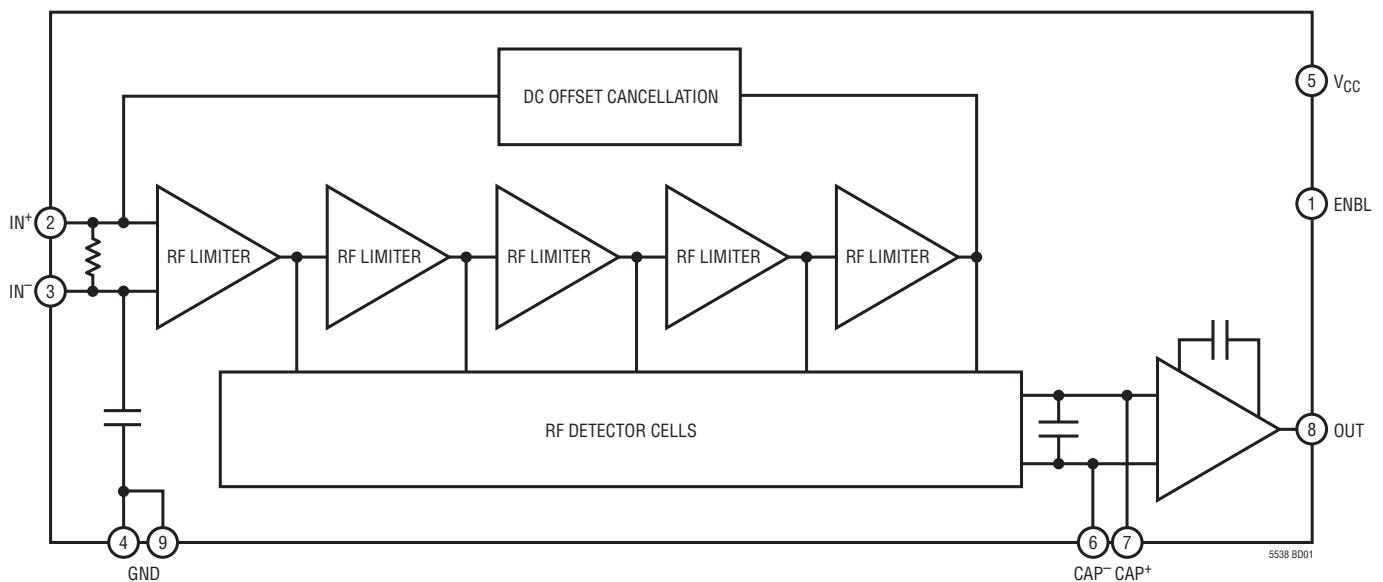 DC OFFSET CANCELLATION
5 VCC
IN+ 2
1 ENBL
RF LIMITER RF LIMITER RF LIMITER RF LIMITER RF LIMITER
IN− 3
RF DETECTOR CELLS
8 OUT
4 9
6 7
GND
CAP− CAP+
5538 BD01